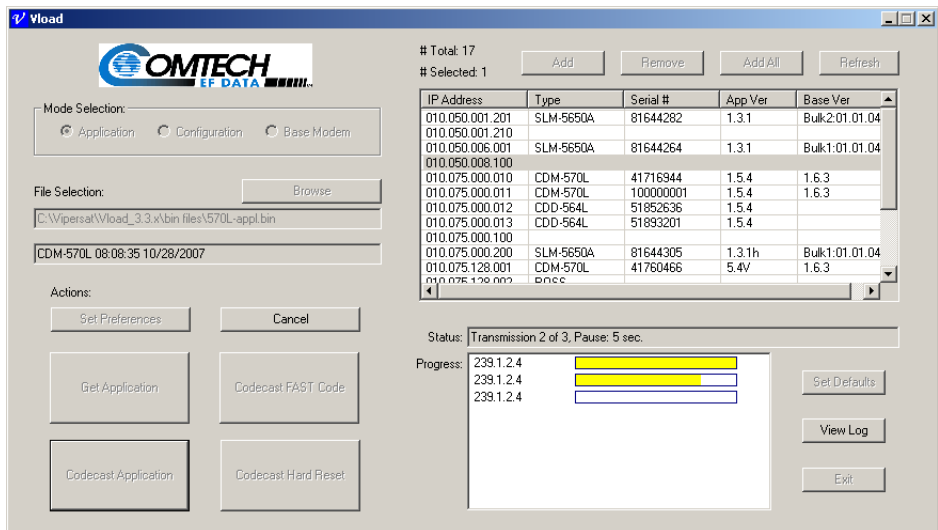 Vload
COMTECH
EF DATA
# Total: 17
# Selected: 1
Add
Remove
Add All
Refresh
Mode Selection:
Application
Configuration
Base Modem
File Selection:
Browse
C:\Vipersat\Vload_3.3.x\bin files\570L-appl.bin
CDM-570L 08:08:35 10/28/2007
Actions:
Set Preferences
Cancel
Get Application
Codecast FAST Code
Codecast Application
Codecast Hard Reset
IP Address Type Serial # App Ver Base Ver
010.050.001.201 SLM-5650A 81644282 1.3.1 Bulk2:01.01.04
010.050.001.210
010.050.006.001 SLM-5650A 81644264 1.3.1 Bulk1:01.01.04
010.050.008.100
010.075.000.010 CDM-570L 41716944 1.5.4 1.6.3
010.075.000.011 CDM-570L 100000001 1.5.4 1.6.3
010.075.000.012 CDD-564L 51852636 1.5.4
010.075.000.013 CDD-564L 51893201 1.5.4
010.075.000.100
010.075.000.200 SLM-5650A 81644305 1.3.1h Bulk1:01.01.04
010.075.128.001 CDM-570L 41760466 5.4V 1.6.3
010.075.128.002 ROSS
Status: Transmission 2 of 3, Pause: 5 sec.
Progress:
239.1.2.4
239.1.2.4
239.1.2.4
Set Defaults
View Log
Exit